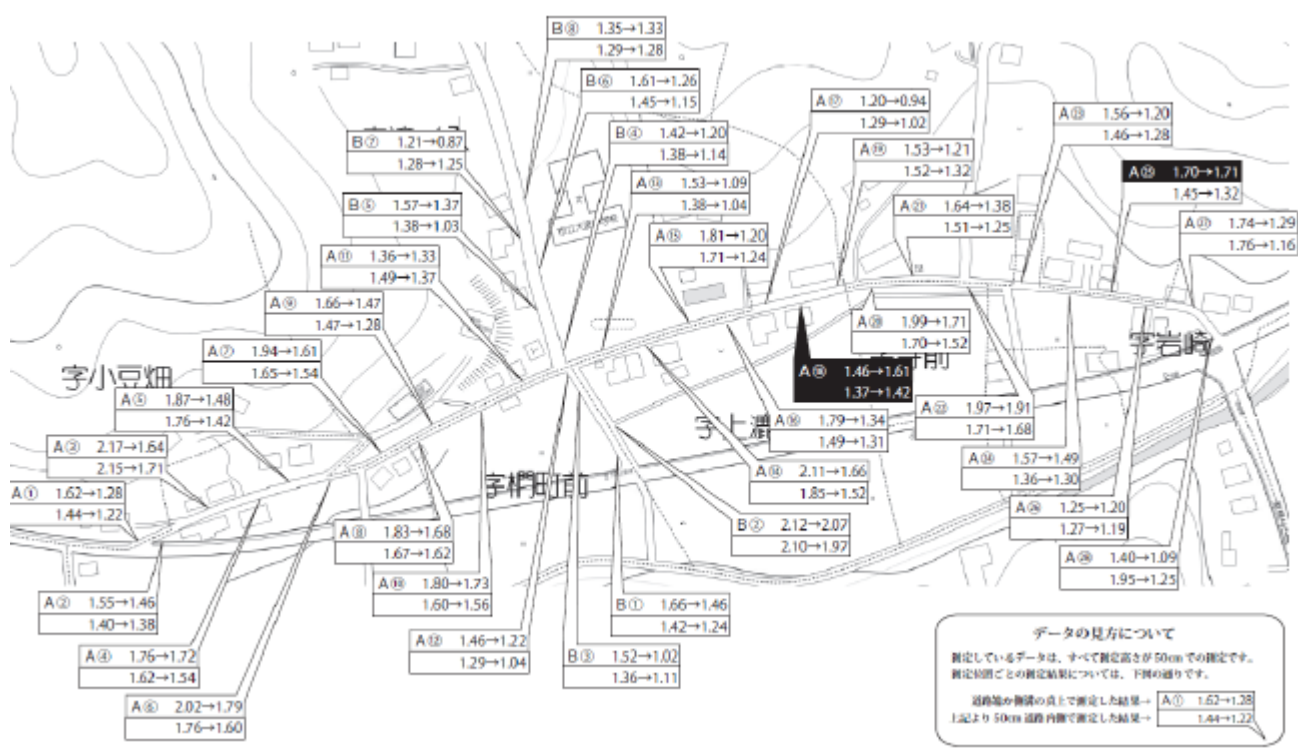 B⑧ 1.35→1.33
1.29→1.28
B⑥ 1.61→1.26
1.45→1.15
B④ 1.42→1.20
1.38→1.14
B⑦ 1.21→0.87
1.28→1.25
B⑤ 1.57→1.37
1.38→1.03
A⑪ 1.36→1.33
1.49→1.37
A⑨ 1.66→1.47
1.47→1.28
A⑦ 1.94→1.61
1.65→1.54
字小豆畑
A⑤ 1.87→1.48
1.76→1.42
A③ 2.17→1.64
2.15→1.71
A① 1.62→1.28
1.44→1.22
A⑬ 1.53→1.09
1.38→1.04
A⑮ 1.81→1.20
1.71→1.24
A⑰ 1.20→0.94
1.29→1.02
A⑲ 1.53→1.21
1.52→1.32
A㉑ 1.64→1.38
1.51→1.25
1.56→1.20
1.46→1.28
A㉕ 1.70→1.71
1.45→1.32
A㉗ 1.74→1.29
1.76→1.16
A⑳ 1.99→1.71
1.70→1.52
字岩崎
A⑱ 1.46→1.61
1.37→1.42
A⑯ 1.79→1.34
1.49→1.31
A㉒ 1.97→1.91
1.71→1.68
A⑭ 2.11→1.66
1.85→1.52
A㉔ 1.57→1.49
1.36→1.30
A㉖ 1.25→1.20
1.27→1.19
A㉘ 1.40→1.09
1.95→1.25
B② 2.12→2.07
2.10→1.97
A⑧ 1.83→1.68
1.67→1.62
A⑩ 1.80→1.73
1.60→1.56
A② 1.55→1.46
1.40→1.38
A④ 1.76→1.72
1.62→1.54
A⑥ 2.02→1.79
1.76→1.60
A⑫ 1.46→1.22
1.29→1.04
B① 1.66→1.46
1.42→1.24
B③ 1.52→1.02
1.36→1.11
データの見方について
測定しているデータは、すべて測定高さが50cmでの測定です。
測定位置ごとの測定結果については、下図の通りです。
道路端か側溝の真上で測定した結果→ A① 1.62→1.28
上記より50cm道路内側で測定した結果→ 1.44→1.22